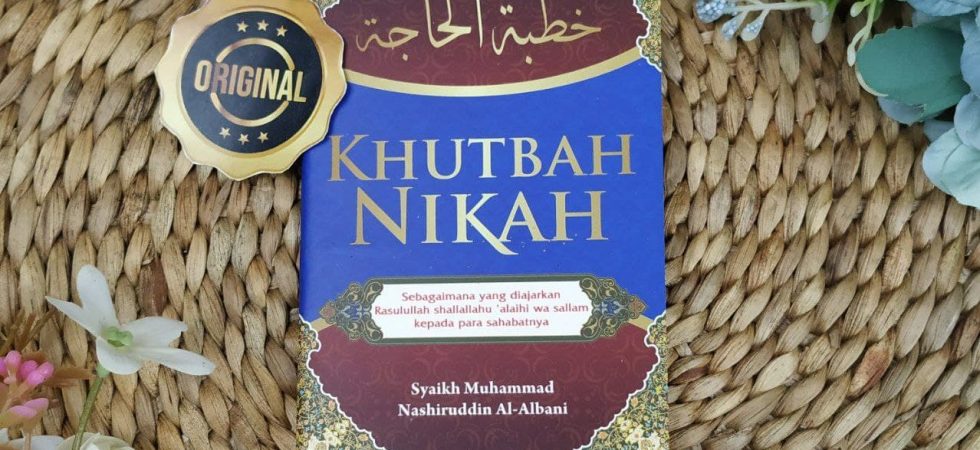 ORIGINAL
خطبة الحاجة
KHUTBAH
NIKAH
Sebagaimana yang diajarkan
Rasulullah shallallahu 'alaihi wa sallam
kepada para sahabatnya
Syaikh Muhammad
Nashiruddin Al-Albani